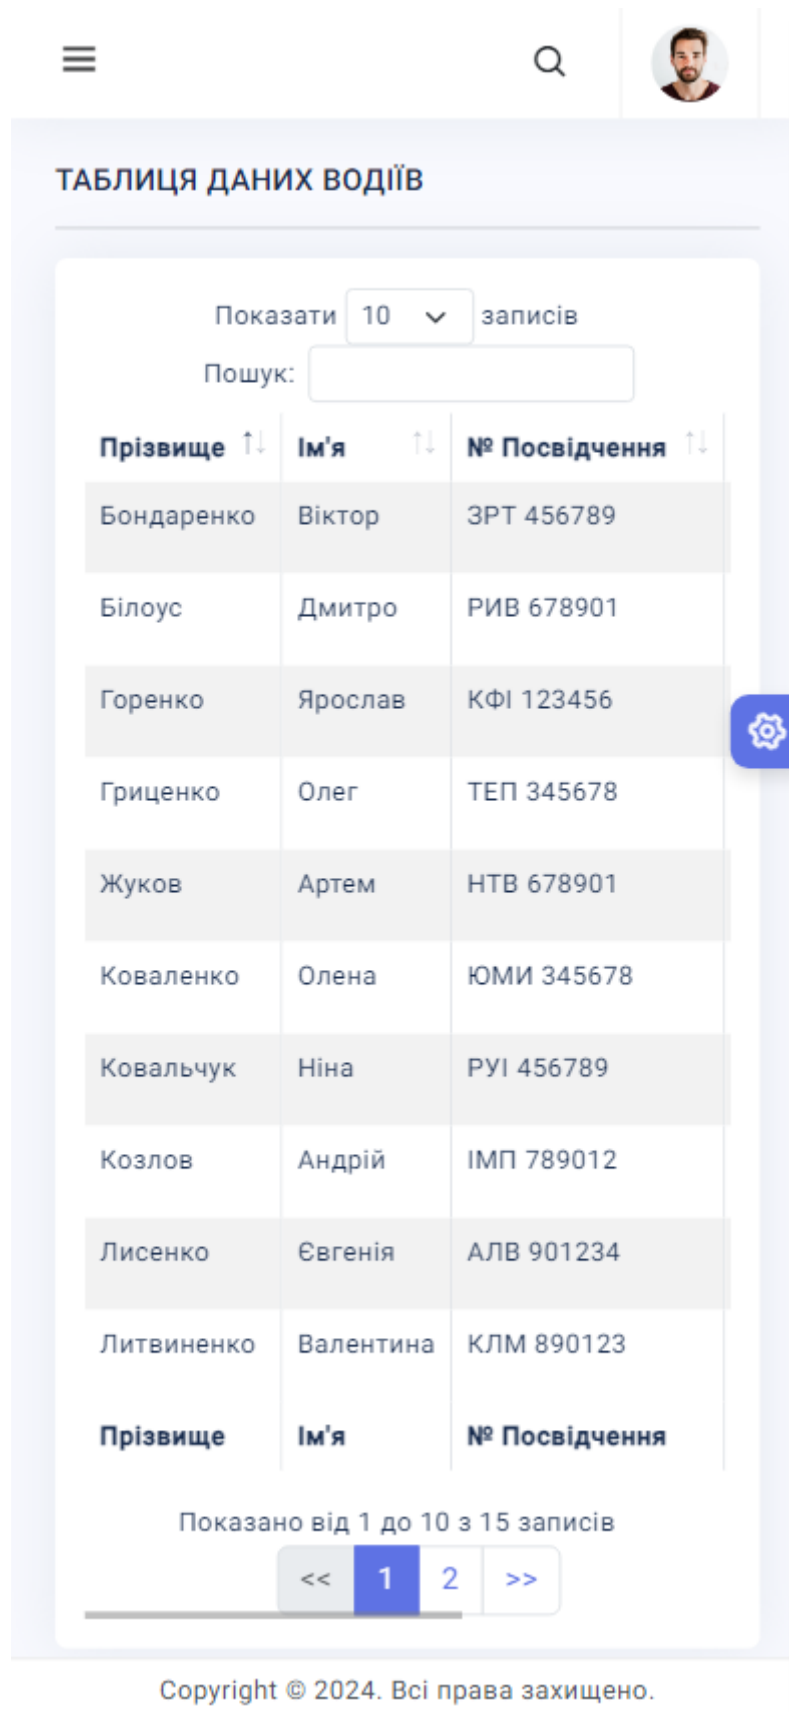 ТАБЛИЦЯ ДАНИХ ВОДІЇВ
Показати 10 записів
Пошук:
Прізвище Ім'я № Посвідчення
Бондаренко Віктор ЗРТ 456789
Білоус Дмитро РИВ 678901
Горенко Ярослав КФІ 123456
Гриценко Олег ТЕП 345678
Жуков Артем НТВ 678901
Коваленко Олена ЮМИ 345678
Ковальчук Ніна РУІ 456789
Козлов Андрій ІМП 789012
Лисенко Євгенія АЛВ 901234
Литвиненко Валентина КЛМ 890123
Прізвище Ім'я № Посвідчення
Показано від 1 до 10 з 15 записів
<< 1 2 >>
Copyright © 2024. Всі права захищено.